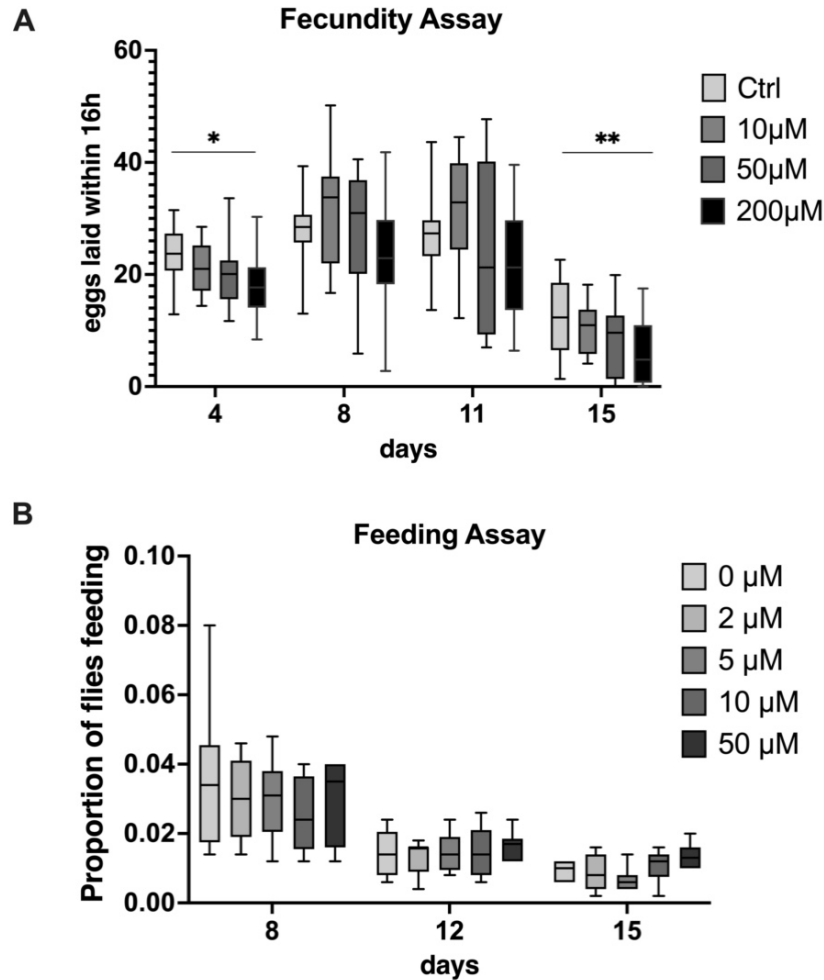 A
Fecundity Assay
eggs laid within 16h
60
40
20
0
*
**
4 8 11 15
days
Ctrl
10µM
50µM
200µM
B
Feeding Assay
Proportion of flies feeding
0.10
0.08
0.06
0.04
0.02
0.00
8 12 15
days
0 µM
2 µM
5 µM
10 µM
50 µM